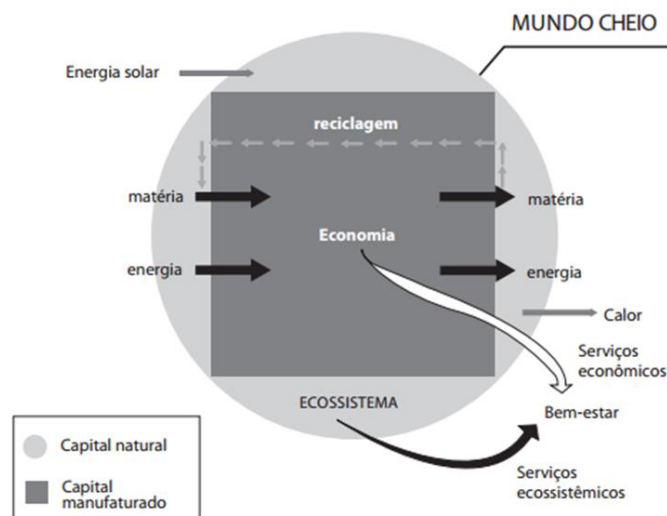 MUNDO CHEIO
Energia solar
reciclagem
matéria
matéria
Economia
energia
energia
Calor
Serviços
econômicos
ECOSSISTEMA
Bem-estar
Capital natural
Serviços
ecossistêmicos
Capital
manufaturado